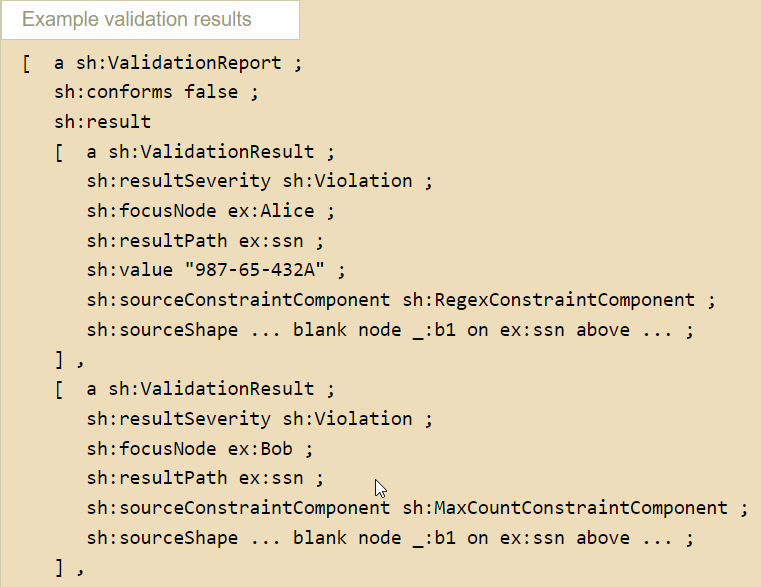 Example validation results
[ a sh:ValidationReport ;
sh:conforms false ;
sh:result
[ a sh:ValidationResult ;
sh:resultSeverity sh:Violation ;
sh:focusNode ex:Alice ;
sh:resultPath ex:ssn ;
sh:value "987-65-432A" ;
sh:sourceConstraintComponent sh:RegexConstraintComponent ;
sh:sourceShape ... blank node _:b1 on ex:ssn above ... ;
] ,
[ a sh:ValidationResult ;
sh:resultSeverity sh:Violation ;
sh:focusNode ex:Bob ;
sh:resultPath ex:ssn ;
sh:sourceConstraintComponent sh:MaxCountConstraintComponent ;
sh:sourceShape ... blank node _:b1 on ex:ssn above ... ;
] ,